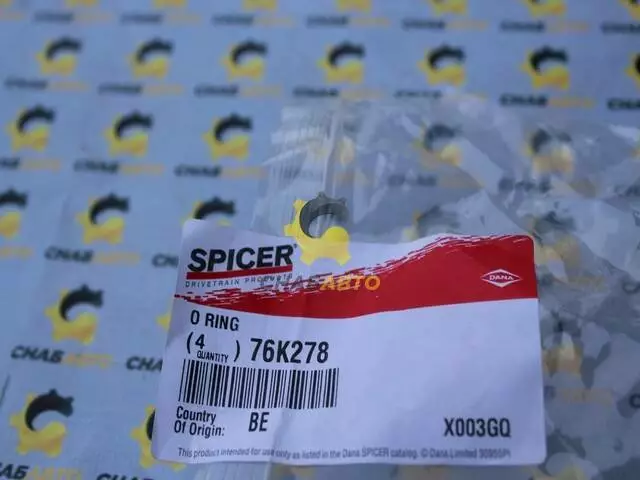 SPICER®
DRIVETRAIN PRODUCTS
DANA
СНАБАВТО
O RING
( 4 ) 76K278
QUANTITY
Country
Of Origin: BE
X003GQ
This product intended for use only as listed in the Dana SPICER catalog. © Dana Limited